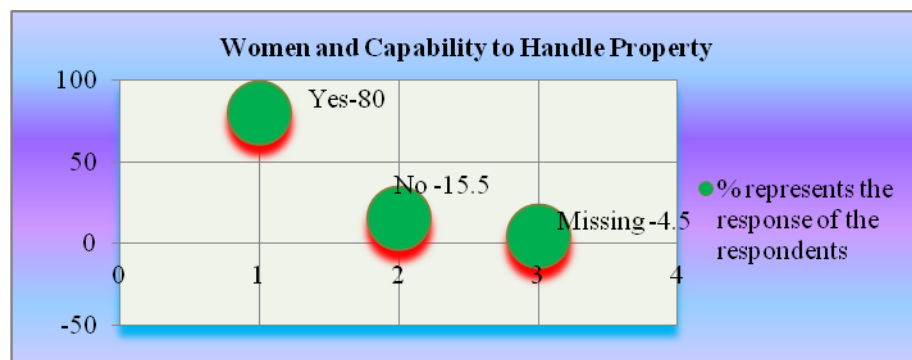 Women and Capability to Handle Property
100
50
0
-50
0 1 2 3 4
Yes-80
No -15.5
Missing -4.5
% represents the
response of the
respondents